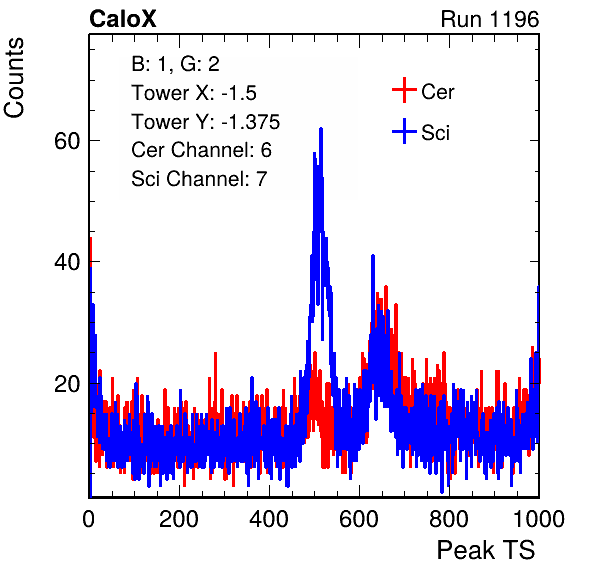 CaloX Run 1196
Counts
B: 1, G: 2
Tower X: -1.5
Tower Y: -1.375
Cer Channel: 6
Sci Channel: 7
Cer
Sci
60
40
20
0 200 400 600 800 1000
Peak TS